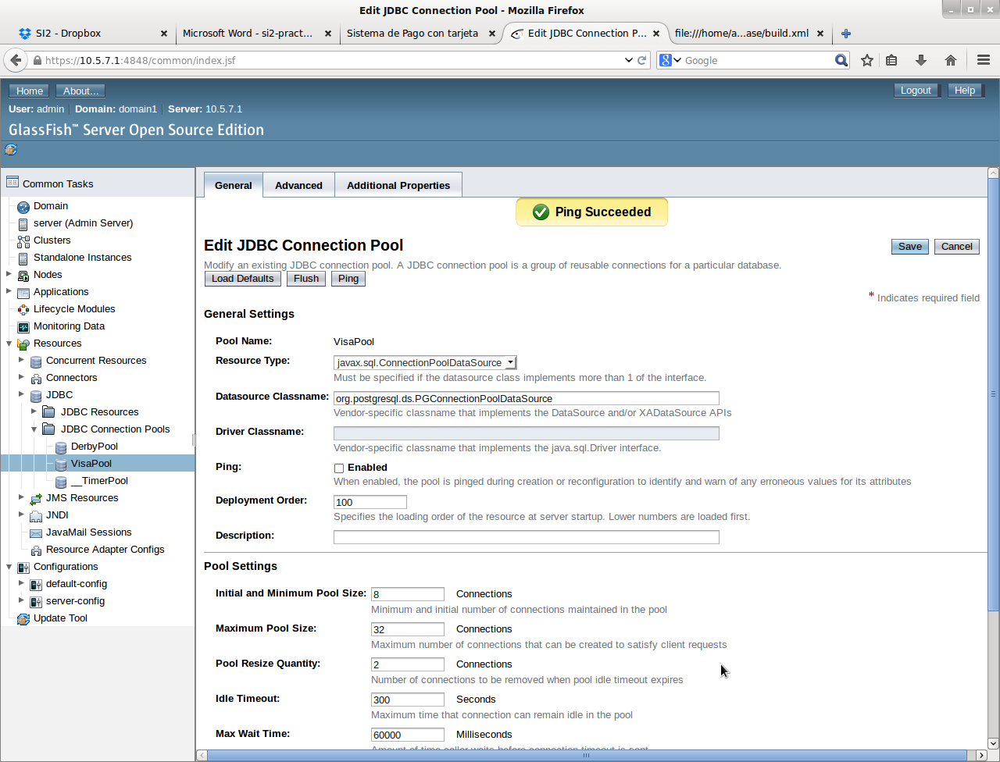 Edit JDBC Connection Pool - Mozilla Firefox
SI2 - Dropbox
Microsoft Word - si2-pract...
Sistema de Pago con tarjeta
Edit JDBC Connection P...
file:///home/a...ase/build.xml
https://10.5.7.1:4848/common/index.jsf
Google
Home
About...
Logout
Help
User: admin
Domain: domain1
Server: 10.5.7.1
GlassFish™ Server Open Source Edition
Common Tasks
Domain
server (Admin Server)
Clusters
Standalone Instances
Nodes
Applications
Lifecycle Modules
Monitoring Data
Resources
Concurrent Resources
Connectors
JDBC
JDBC Resources
JDBC Connection Pools
DerbyPool
VisaPool
__TimerPool
JMS Resources
JNDI
JavaMail Sessions
Resource Adapter Configs
Configurations
default-config
server-config
Update Tool
General
Advanced
Additional Properties
Ping Succeeded
Edit JDBC Connection Pool
Save
Cancel
Modify an existing JDBC connection pool. A JDBC connection pool is a group of reusable connections for a particular database.
Load Defaults
Flush
Ping
* Indicates required field
General Settings
Pool Name: VisaPool
Resource Type: javax.sql.ConnectionPoolDataSource
Must be specified if the datasource class implements more than 1 of the interface.
Datasource Classname: org.postgresql.ds.PGConnectionPoolDataSource
Vendor-specific classname that implements the DataSource and/or XADataSource APIs
Driver Classname:
Vendor-specific classname that implements the java.sql.Driver interface.
Ping: Enabled
When enabled, the pool is pinged during creation or reconfiguration to identify and warn of any erroneous values for its attributes
Deployment Order: 100
Specifies the loading order of the resource at server startup. Lower numbers are loaded first.
Description:
Pool Settings
Initial and Minimum Pool Size: 8 Connections
Minimum and initial number of connections maintained in the pool
Maximum Pool Size: 32 Connections
Maximum number of connections that can be created to satisfy client requests
Pool Resize Quantity: 2 Connections
Number of connections to be removed when pool idle timeout expires
Idle Timeout: 300 Seconds
Maximum time that connection can remain idle in the pool
Max Wait Time: 60000 Milliseconds
Amount of time caller waits before connection timeout is sent